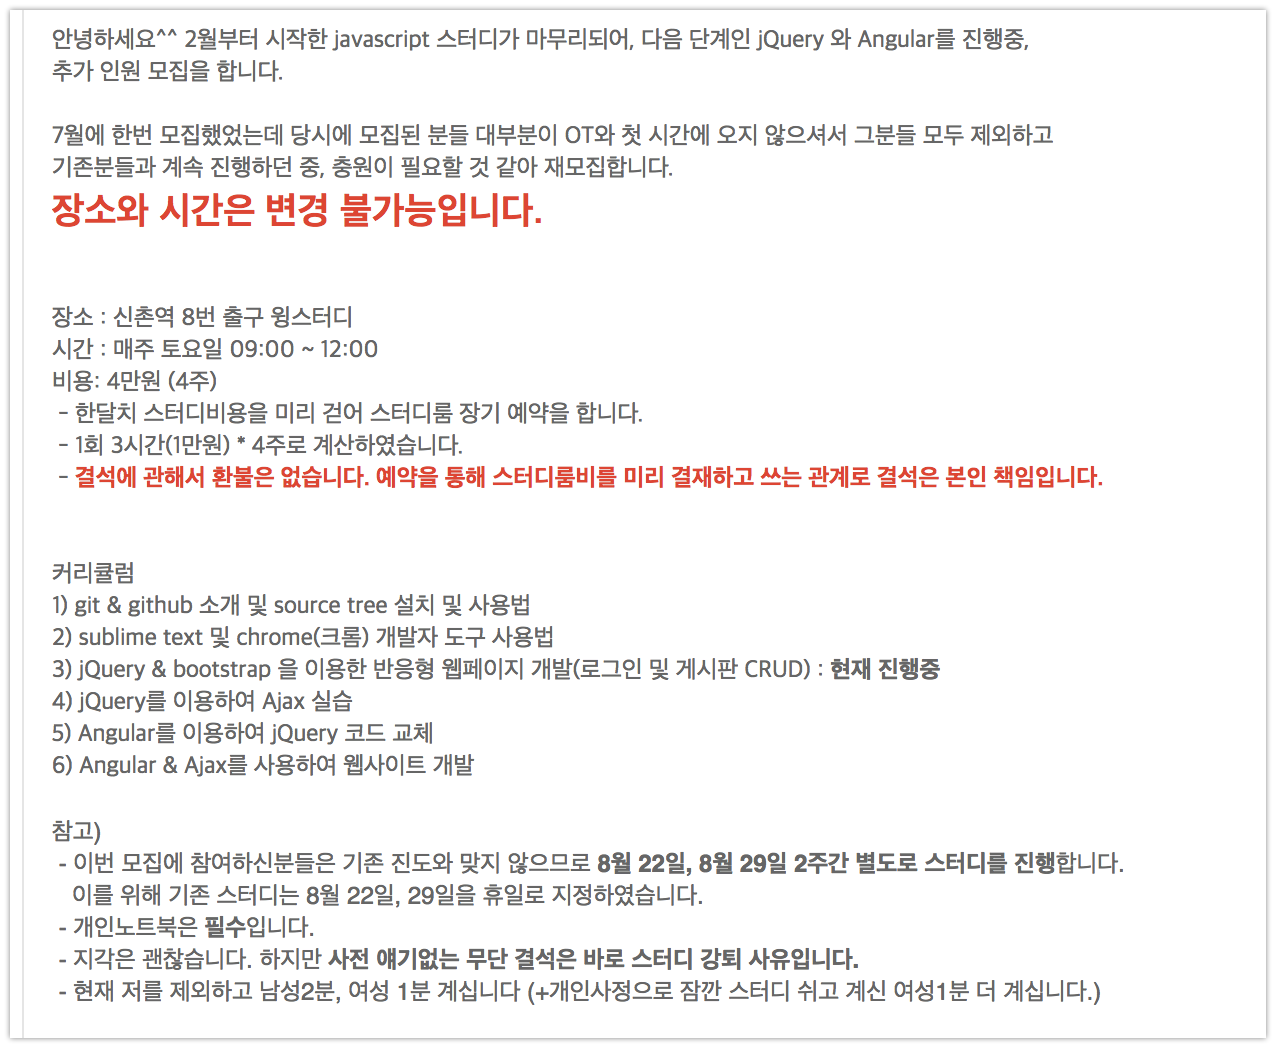 안녕하세요^^ 2월부터 시작한 javascript 스터디가 마무리되어, 다음 단계인 jQuery 와 Angular를 진행중,
추가 인원 모집을 합니다.
7월에 한번 모집했었는데 당시에 모집된 분들 대부분이 OT와 첫 시간에 오지 않으셔서 그분들 모두 제외하고
기존분들과 계속 진행하던 중, 충원이 필요할 것 같아 재모집합니다.
장소와 시간은 변경 불가능입니다.
장소 : 신촌역 8번 출구 윙스터디
시간 : 매주 토요일 09:00 ~ 12:00
비용: 4만원 (4주)
- 한달치 스터디비용을 미리 걷어 스터디룸 장기 예약을 합니다.
- 1회 3시간(1만원) * 4주로 계산하였습니다.
- 결석에 관해서 환불은 없습니다. 예약을 통해 스터디룸비를 미리 결재하고 쓰는 관계로 결석은 본인 책임입니다.
커리큘럼
1) git & github 소개 및 source tree 설치 및 사용법
2) sublime text 및 chrome(크롬) 개발자 도구 사용법
3) jQuery & bootstrap 을 이용한 반응형 웹페이지 개발(로그인 및 게시판 CRUD) : 현재 진행중
4) jQuery를 이용하여 Ajax 실습
5) Angular를 이용하여 jQuery 코드 교체
6) Angular & Ajax를 사용하여 웹사이트 개발
참고)
- 이번 모집에 참여하신분들은 기존 진도와 맞지 않으므로 8월 22일, 8월 29일 2주간 별도로 스터디를 진행합니다.
이를 위해 기존 스터디는 8월 22일, 29일을 휴일로 지정하였습니다.
- 개인노트북은 필수입니다.
- 지각은 괜찮습니다. 하지만 사전 얘기없는 무단 결석은 바로 스터디 강퇴 사유입니다.
- 현재 저를 제외하고 남성2분, 여성 1분 계십니다 (+개인사정으로 잠깐 스터디 쉬고 계신 여성1분 더 계십니다.)